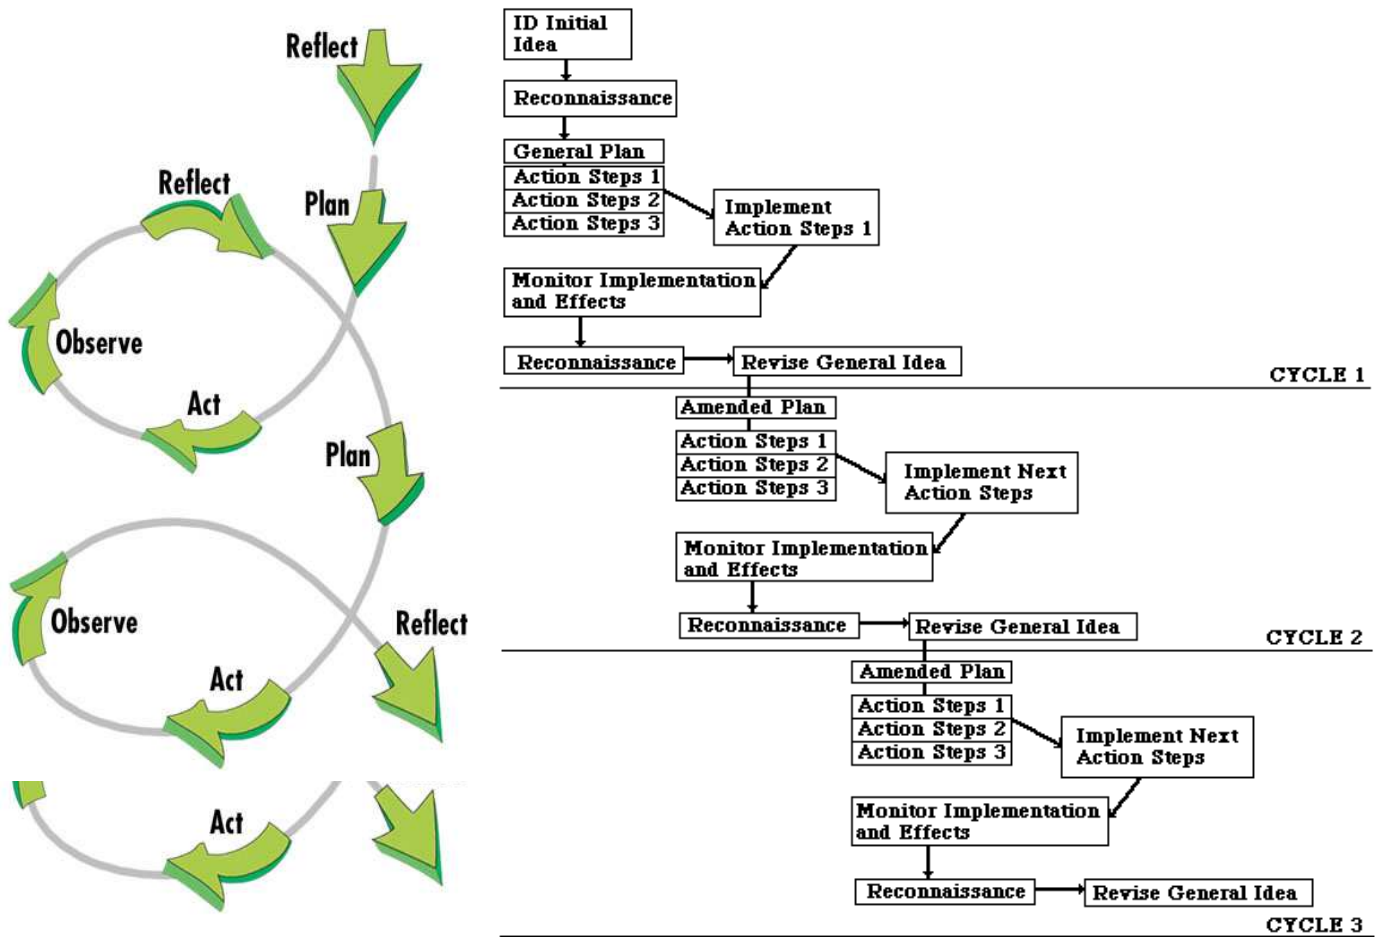 Reflect
Reflect
Plan
Observe
Act
Plan
Observe
Reflect
Act
Act
ID Initial
Idea
Reconnaissance
General Plan
Action Steps 1
Action Steps 2
Action Steps 3
Implement
Action Steps 1
Monitor Implementation
and Effects
Reconnaissance
Revise General Idea
CYCLE 1
Amended Plan
Action Steps 1
Action Steps 2
Action Steps 3
Implement Next
Action Steps
Monitor Implementation
and Effects
Reconnaissance
Revise General Idea
CYCLE 2
Amended Plan
Action Steps 1
Action Steps 2
Action Steps 3
Implement Next
Action Steps
Monitor Implementation
and Effects
Reconnaissance
Revise General Idea
CYCLE 3